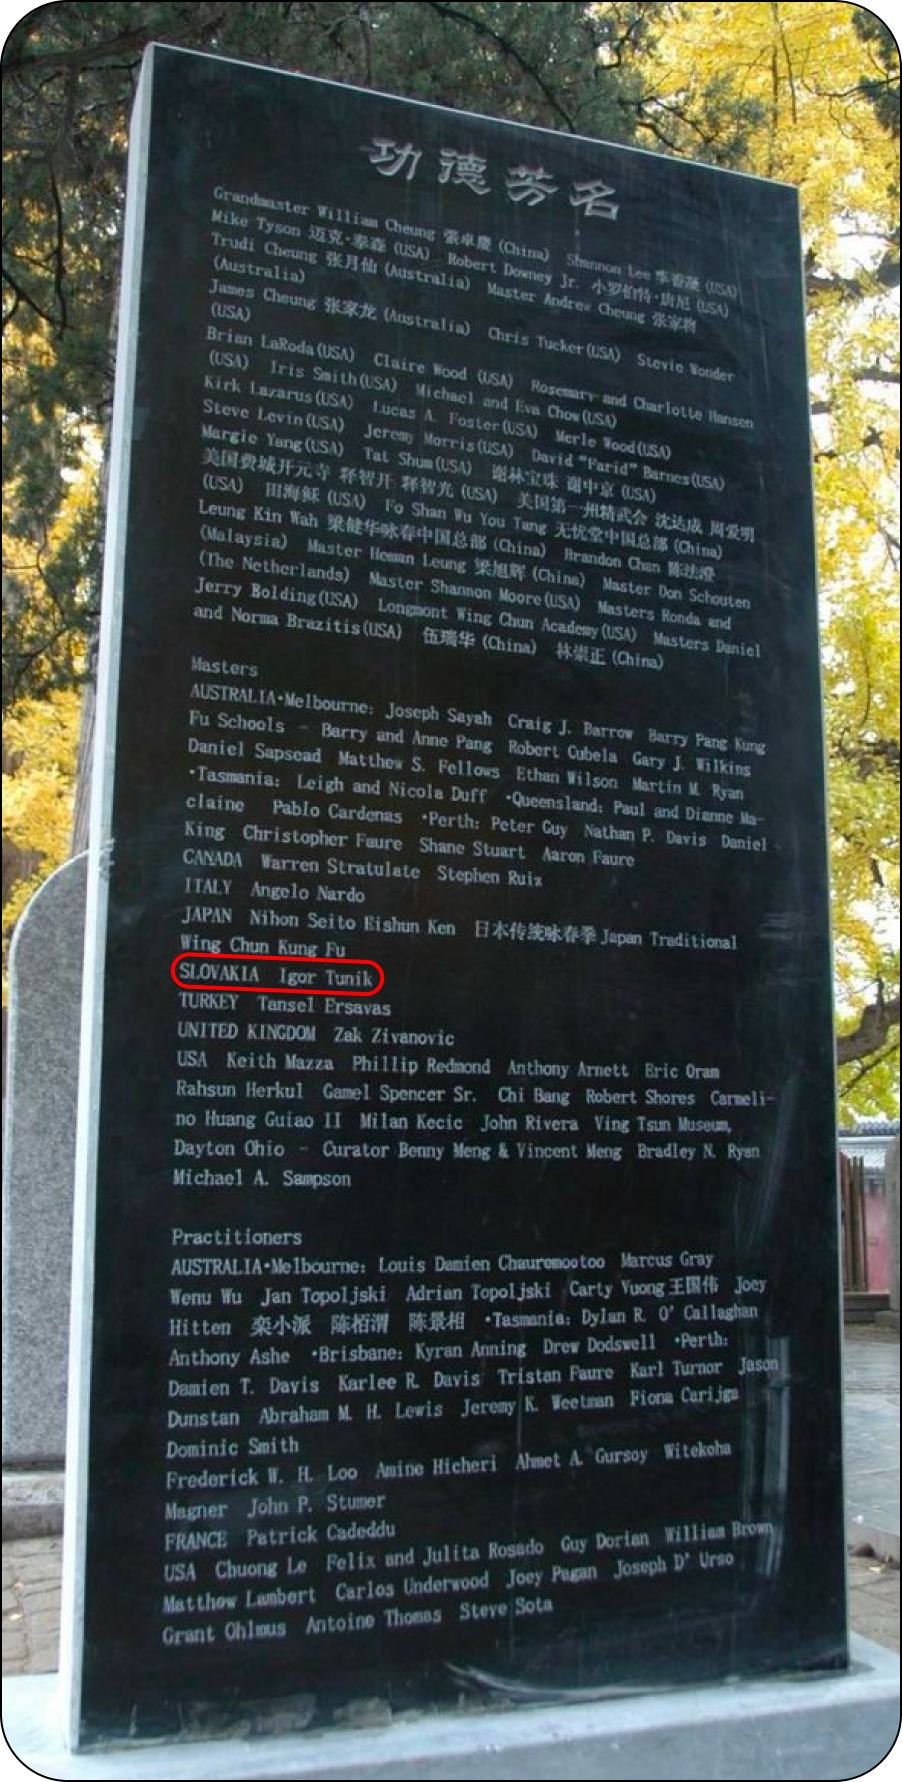 功德芳名
Grandmaster William Cheung 張卓慶 (China) Shannon Lee 李香凝 (USA)
Mike Tyson 迈克·泰森 (USA) Robert Downey Jr. 小罗伯特·唐尼 (USA)
Trudi Cheung 张月仙 (Australia) Master Andrew Cheung 张家将
(Australia)
James Cheung 张家龙 (Australia) Chris Tucker(USA) Stevie Wonder
(USA)
Brian LaRoda(USA) Claire Wood (USA) Rosemary and Charlotte Hansen
(USA) Iris Smith(USA) Michael and Eva Chow(USA)
Kirk Lazarus(USA) Lucas A. Foster(USA) Merle Wood(USA)
Steve Levin(USA) Jeremy Morris(USA) David "Farid" Barnes(USA)
Margie Yang(USA) Tat Shum(USA) 谢林宝珠 谢中京 (USA)
美国费城开元寺 释智开 释智光 (USA) 美国第一州精武会 沈达成 周爱明
(USA) 田海稣 (USA) Fo Shan Wu You Tang 无忧堂中国总部 (China)
Leung Kin Wah 梁健华咏春中国总部 (China) Brandon Chan 陈法澄
(Malaysia) Master Heman Leung 梁旭辉 (China) Master Don Schouten
(The Netherlands) Master Shannon Moore(USA) Masters Ronda and
Jerry Bolding(USA) Longmont Wing Chun Academy(USA) Masters Daniel
and Norma Brazitis(USA) 伍瑞华 (China) 林崇正 (China)
Masters
AUSTRALIA·Melbourne: Joseph Sayah Craig J. Barrow Barry Pang Kung
Fu Schools - Barry and Anne Pang Robert Cubela Gary J. Wilkins
Daniel Sapsead Matthew S. Fellows Ethan Wilson Martin M. Ryan
·Tasmania: Leigh and Nicola Duff ·Queensland: Paul and Dianne Ma-
claine Pablo Cardenas ·Perth: Peter Guy Nathan P. Davis Daniel
King Christopher Faure Shane Stuart Aaron Faure
CANADA Warren Stratulate Stephen Ruiz
ITALY Angelo Nardo
JAPAN Nihon Seito Eishun Ken 日本传統咏春拳 Japan Traditional
Wing Chun Kung Fu
SLOVAKIA Igor Tunik
TURKEY Tansel Ersavas
UNITED KINGDOM Zak Zivanovic
USA Keith Mazza Phillip Redmond Anthony Arnett Eric Oram
Rahsun Herkul Gamel Spencer Sr. Chi Bang Robert Shores Carmeli-
no Huang Guiao II Milan Kecic John Rivera Ving Tsun Museum,
Dayton Ohio - Curator Benny Meng & Vincent Meng Bradley N. Ryan
Michael A. Sampson
Practitioners
AUSTRALIA·Melbourne: Louis Damien Chauromootoo Marcus Gray
Wenu Wu Jan Topoljski Adrian Topoljski Carty Vuong 王国伟 Joey
Hitten 栾小派 陈栢渭 陈景相 ·Tasmania: Dylan R. O' Callaghan
Anthony Ashe ·Brisbane: Kyran Anning Drew Dodswell ·Perth:
Damien T. Davis Karlee R. Davis Tristan Faure Karl Turnor Jason
Dunstan Abraham M. H. Lewis Jeremy K. Weetman Fiona Carijga
Dominic Smith
Frederick W. H. Loo Amine Hicheri Ahmet A. Gursoy Witekoha
Magner John P. Stumer
FRANCE Patrick Cadeddu
USA Chuong Le Felix and Julita Rosado Guy Dorian William Brown
Matthew Lambert Carlos Underwood Joey Pagan Joseph D' Urso
Grant Ohlmus Antoine Thomas Steve Sota